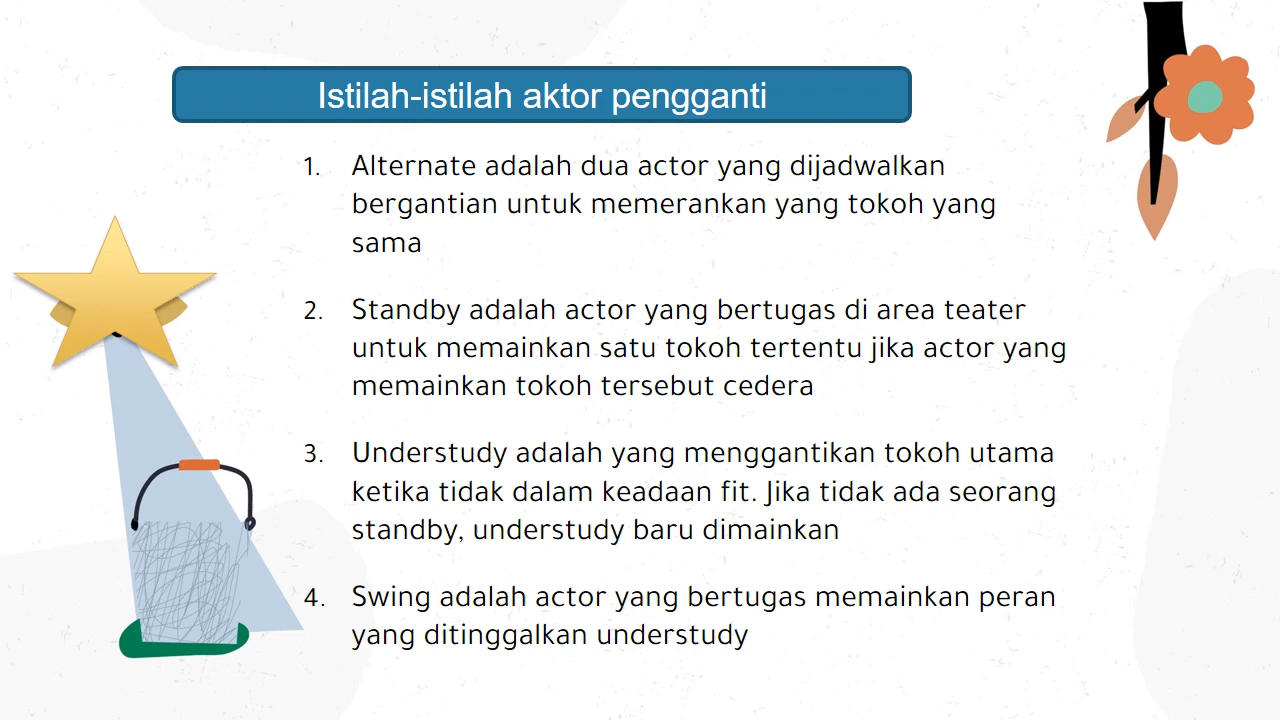 Istilah-istilah aktor pengganti
1. Alternate adalah dua actor yang dijadwalkan
bergantian untuk memerankan yang tokoh yang
sama
2. Standby adalah actor yang bertugas di area teater
untuk memainkan satu tokoh tertentu jika actor yang
memainkan tokoh tersebut cedera
3. Understudy adalah yang menggantikan tokoh utama
ketika tidak dalam keadaan fit. Jika tidak ada seorang
standby, understudy baru dimainkan
4. Swing adalah actor yang bertugas memainkan peran
yang ditinggalkan understudy